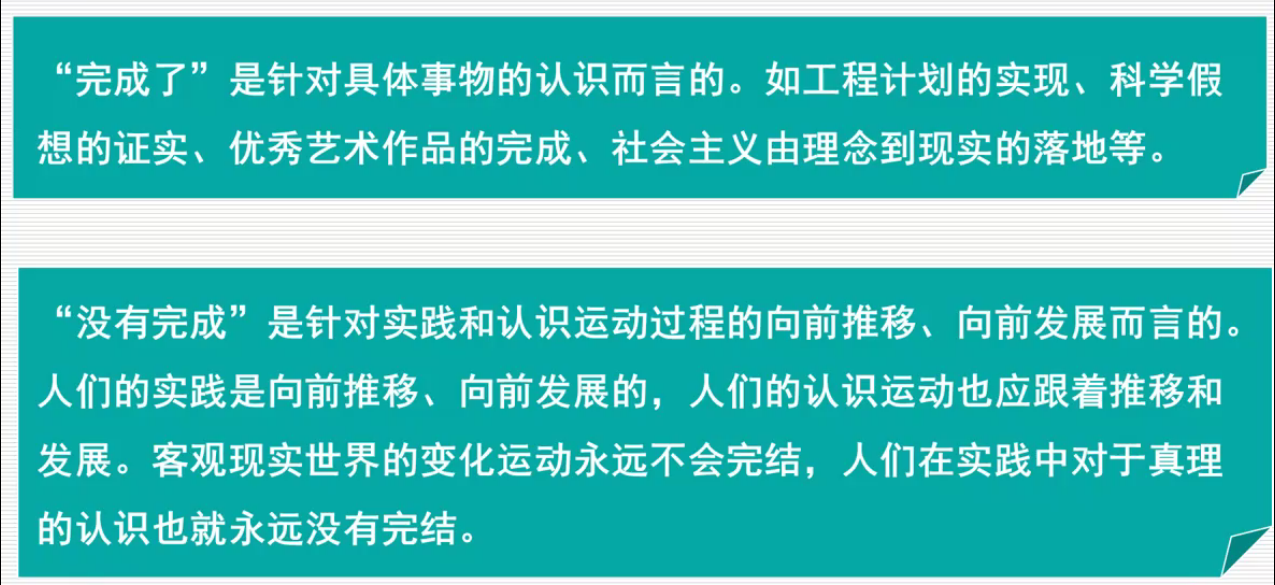 “完成了”是针对具体事物的认识而言的。如工程计划的实现、科学假
想的证实、优秀艺术作品的完成、社会主义由理念到现实的落地等。
“没有完成”是针对实践和认识运动过程的向前推移、向前发展而言的。
人们的实践是向前推移、向前发展的，人们的认识运动也应跟着推移和
发展。客观现实世界的变化运动永远不会完结，人们在实践中对于真理
的认识也就永远没有完结。